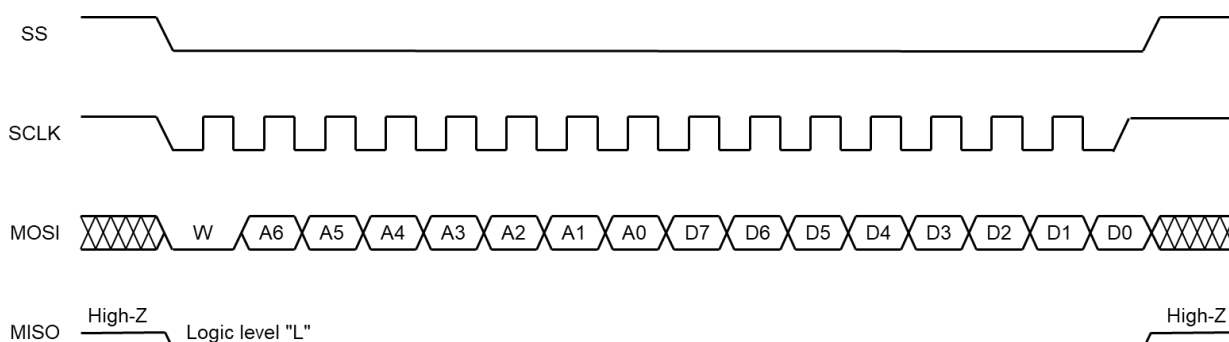 SS
SCLK
MOSI W A6 A5 A4 A3 A2 A1 A0 D7 D6 D5 D4 D3 D2 D1 D0
High-Z High-Z
MISO Logic level "L"